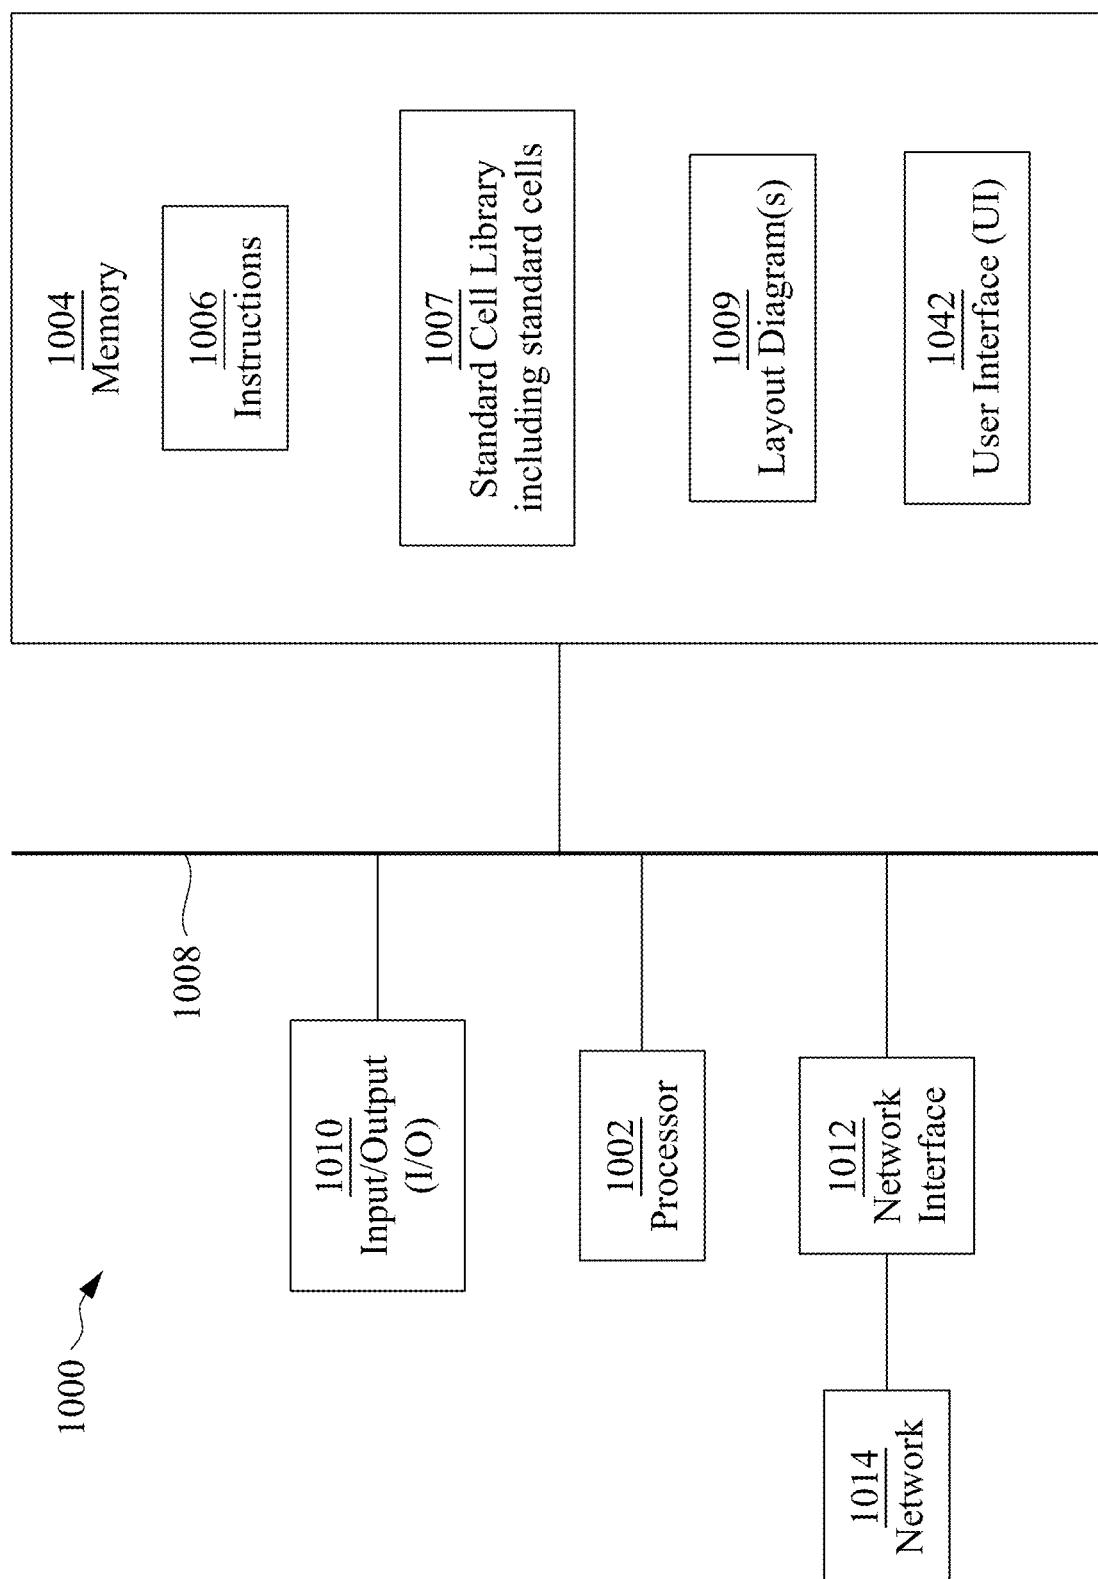 1000
1008
1010
Input/Output
(I/O)
1002
Processor
1012
Network
Interface
1014
Network
1004
Memory
1006
Instructions
1007
Standard Cell Library
including standard cells
1009
Layout Diagram(s)
1042
User Interface (UI)